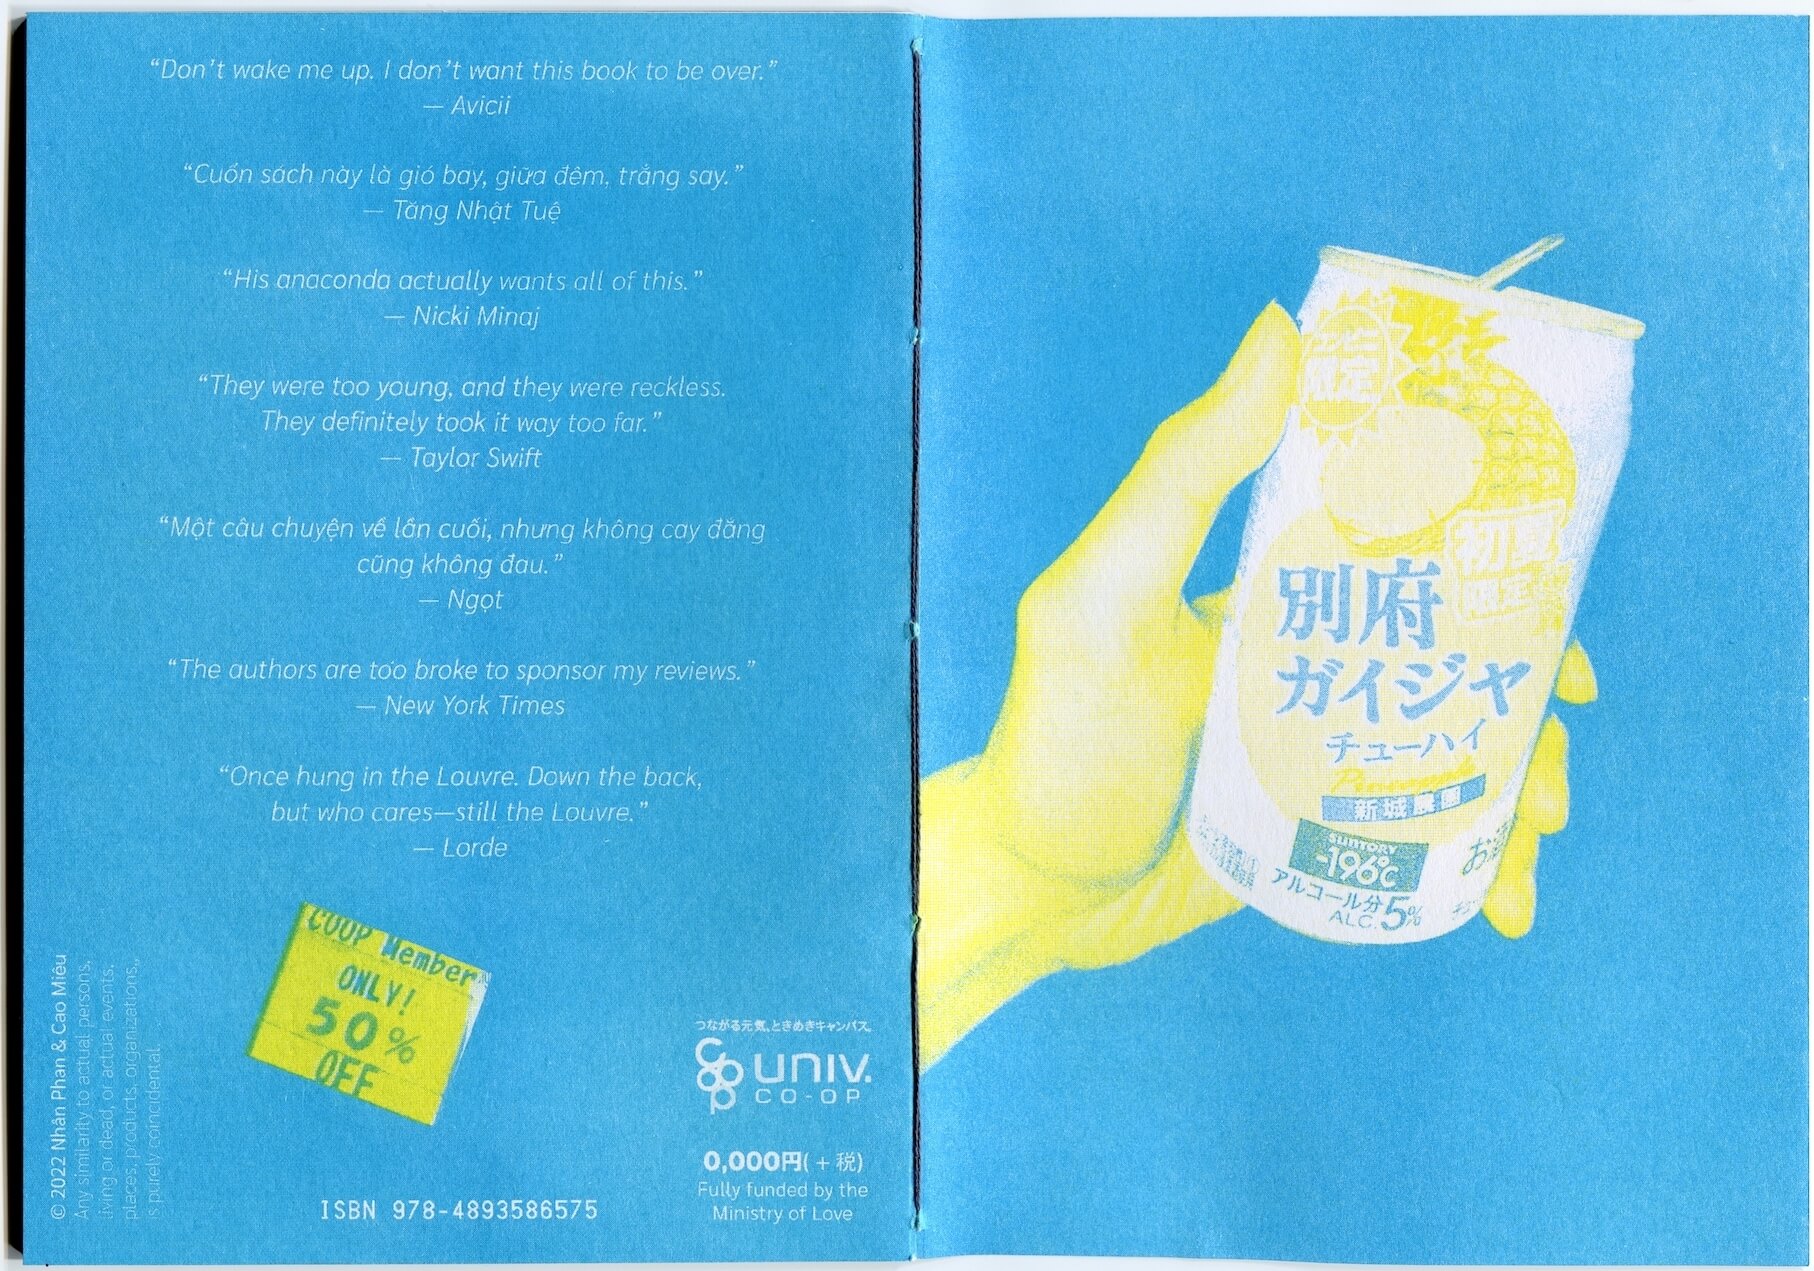 “Don’t wake me up. I don’t want this book to be over.”
— Avicii
“Cuốn sách này là gió bay, giữa đêm, trăng say.”
— Tăng Nhật Tuệ
“His anaconda actually wants all of this.”
— Nicki Minaj
“They were too young, and they were reckless.
They definitely took it way too far.”
— Taylor Swift
“Một câu chuyện về lần cuối, nhưng không cay đắng
cũng không đau.”
— Ngọt
“The authors are too broke to sponsor my reviews.”
— New York Times
“Once hung in the Louvre. Down the back,
but who cares—still the Louvre.”
— Lorde
COOP Member
ONLY!
50%
OFF
© 2022 Nhân Phan & Cao Miêu
Any similarity to actual persons,
living or dead, or actual events,
places, products, organizations,
is purely coincidental.
つながる元気、ときめきキャンパス。
coop
univ.
CO-OP
0,000円(+税)
Fully funded by the
Ministry of Love
ISBN 978-4893586575
限定
初夏
限定
別府
ガイジャ
チューハイ
Pineapple
新城農園
SUNTORY
-196℃
アルコール分5%
ALC.
お